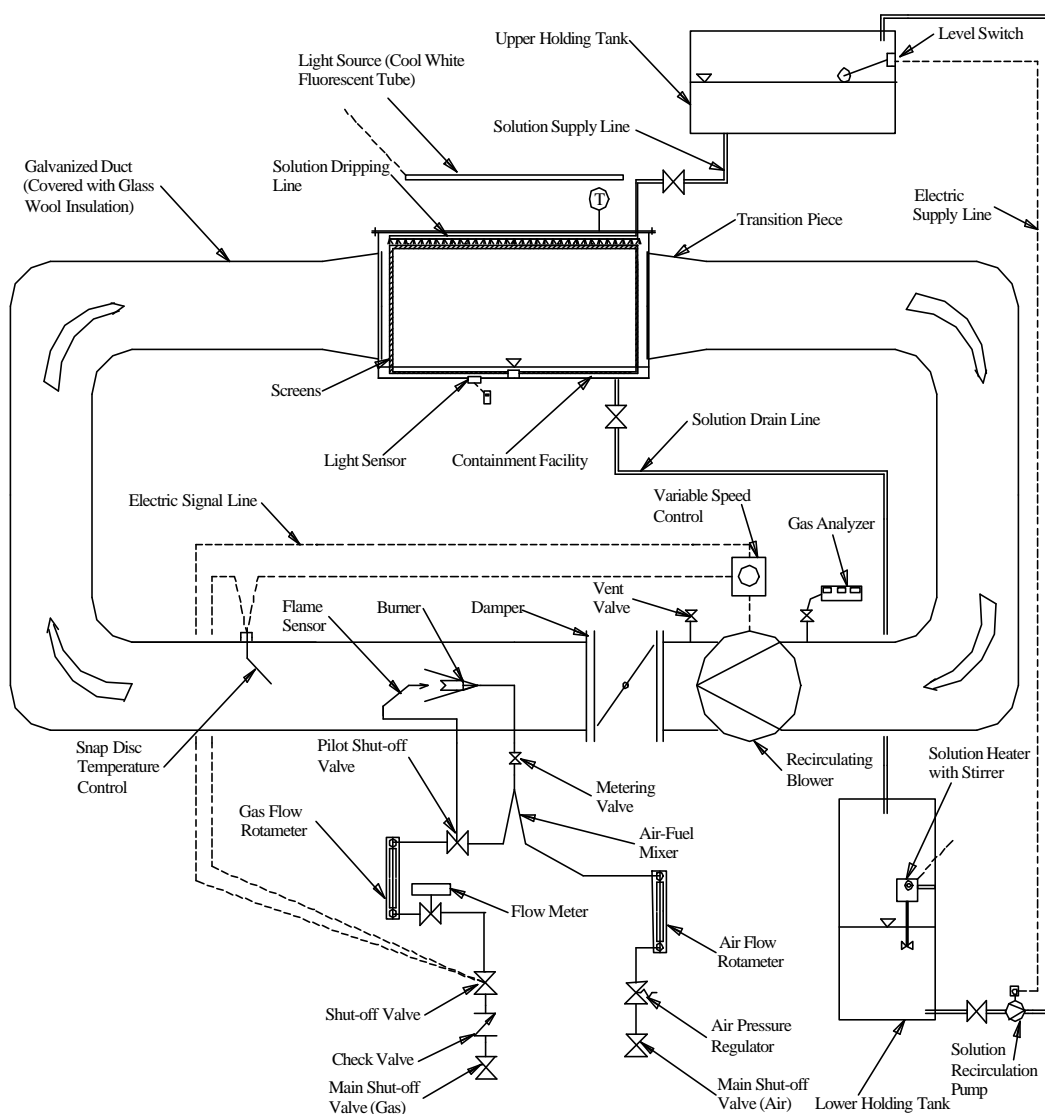 Upper Holding Tank
Level Switch
Light Source (Cool White
Fluorescent Tube)
Solution Supply Line
Galvanized Duct
(Covered with Glass
Wool Insulation)
Solution Dripping
Line
T
Electric
Supply Line
Transition Piece
Screens
Light Sensor
Containment Facility
Solution Drain Line
Electric Signal Line
Variable Speed
Control
Gas Analyzer
Flame
Sensor
Burner
Damper
Vent
Valve
Snap Disc
Temperature
Control
Pilot Shut-off
Valve
Metering
Valve
Recirculating
Blower
Solution Heater
with Stirrer
Gas Flow
Rotameter
Air-Fuel
Mixer
Flow Meter
Air Flow
Rotameter
Shut-off Valve
Air Pressure
Regulator
Check Valve
Main Shut-off
Valve (Gas)
Main Shut-off
Valve (Air)
Solution
Recirculation
Pump
Lower Holding Tank